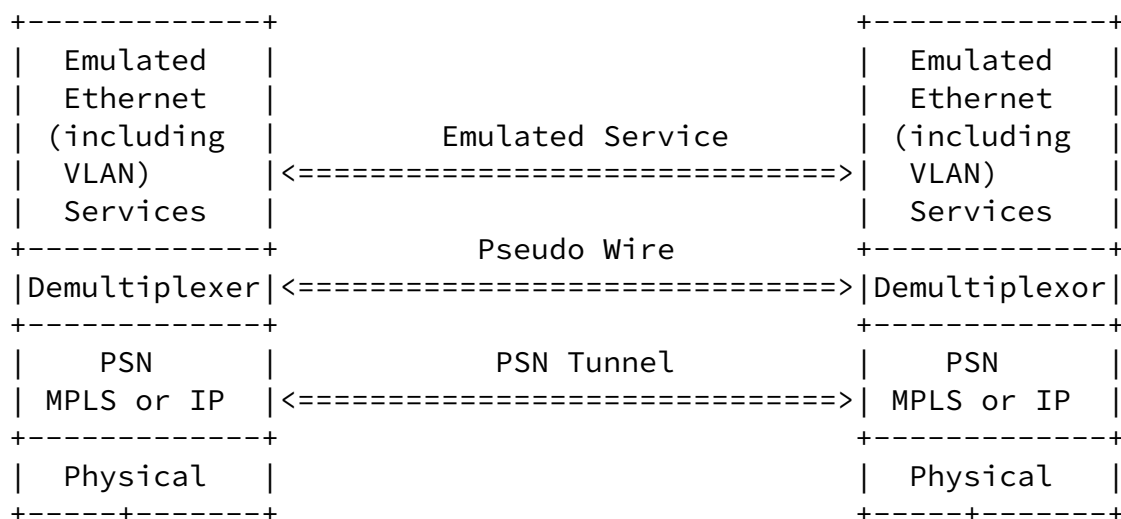 +-------------+                                +-------------+
|  Emulated   |                                |  Emulated   |
|  Ethernet   |                                |  Ethernet   |
| (including  |         Emulated Service       | (including  |
|  VLAN)      |<==============================>|  VLAN)      |
|  Services   |                                |  Services   |
+-------------+           Pseudo Wire          +-------------+
|Demultiplexer|<==============================>|Demultiplexor|
+-------------+                                +-------------+
|    PSN      |            PSN Tunnel          |    PSN      |
| MPLS or IP  |<==============================>| MPLS or IP  |
+-------------+                                +-------------+
|  Physical   |                                |  Physical   |
+-----+-------+                                +-----+-------+